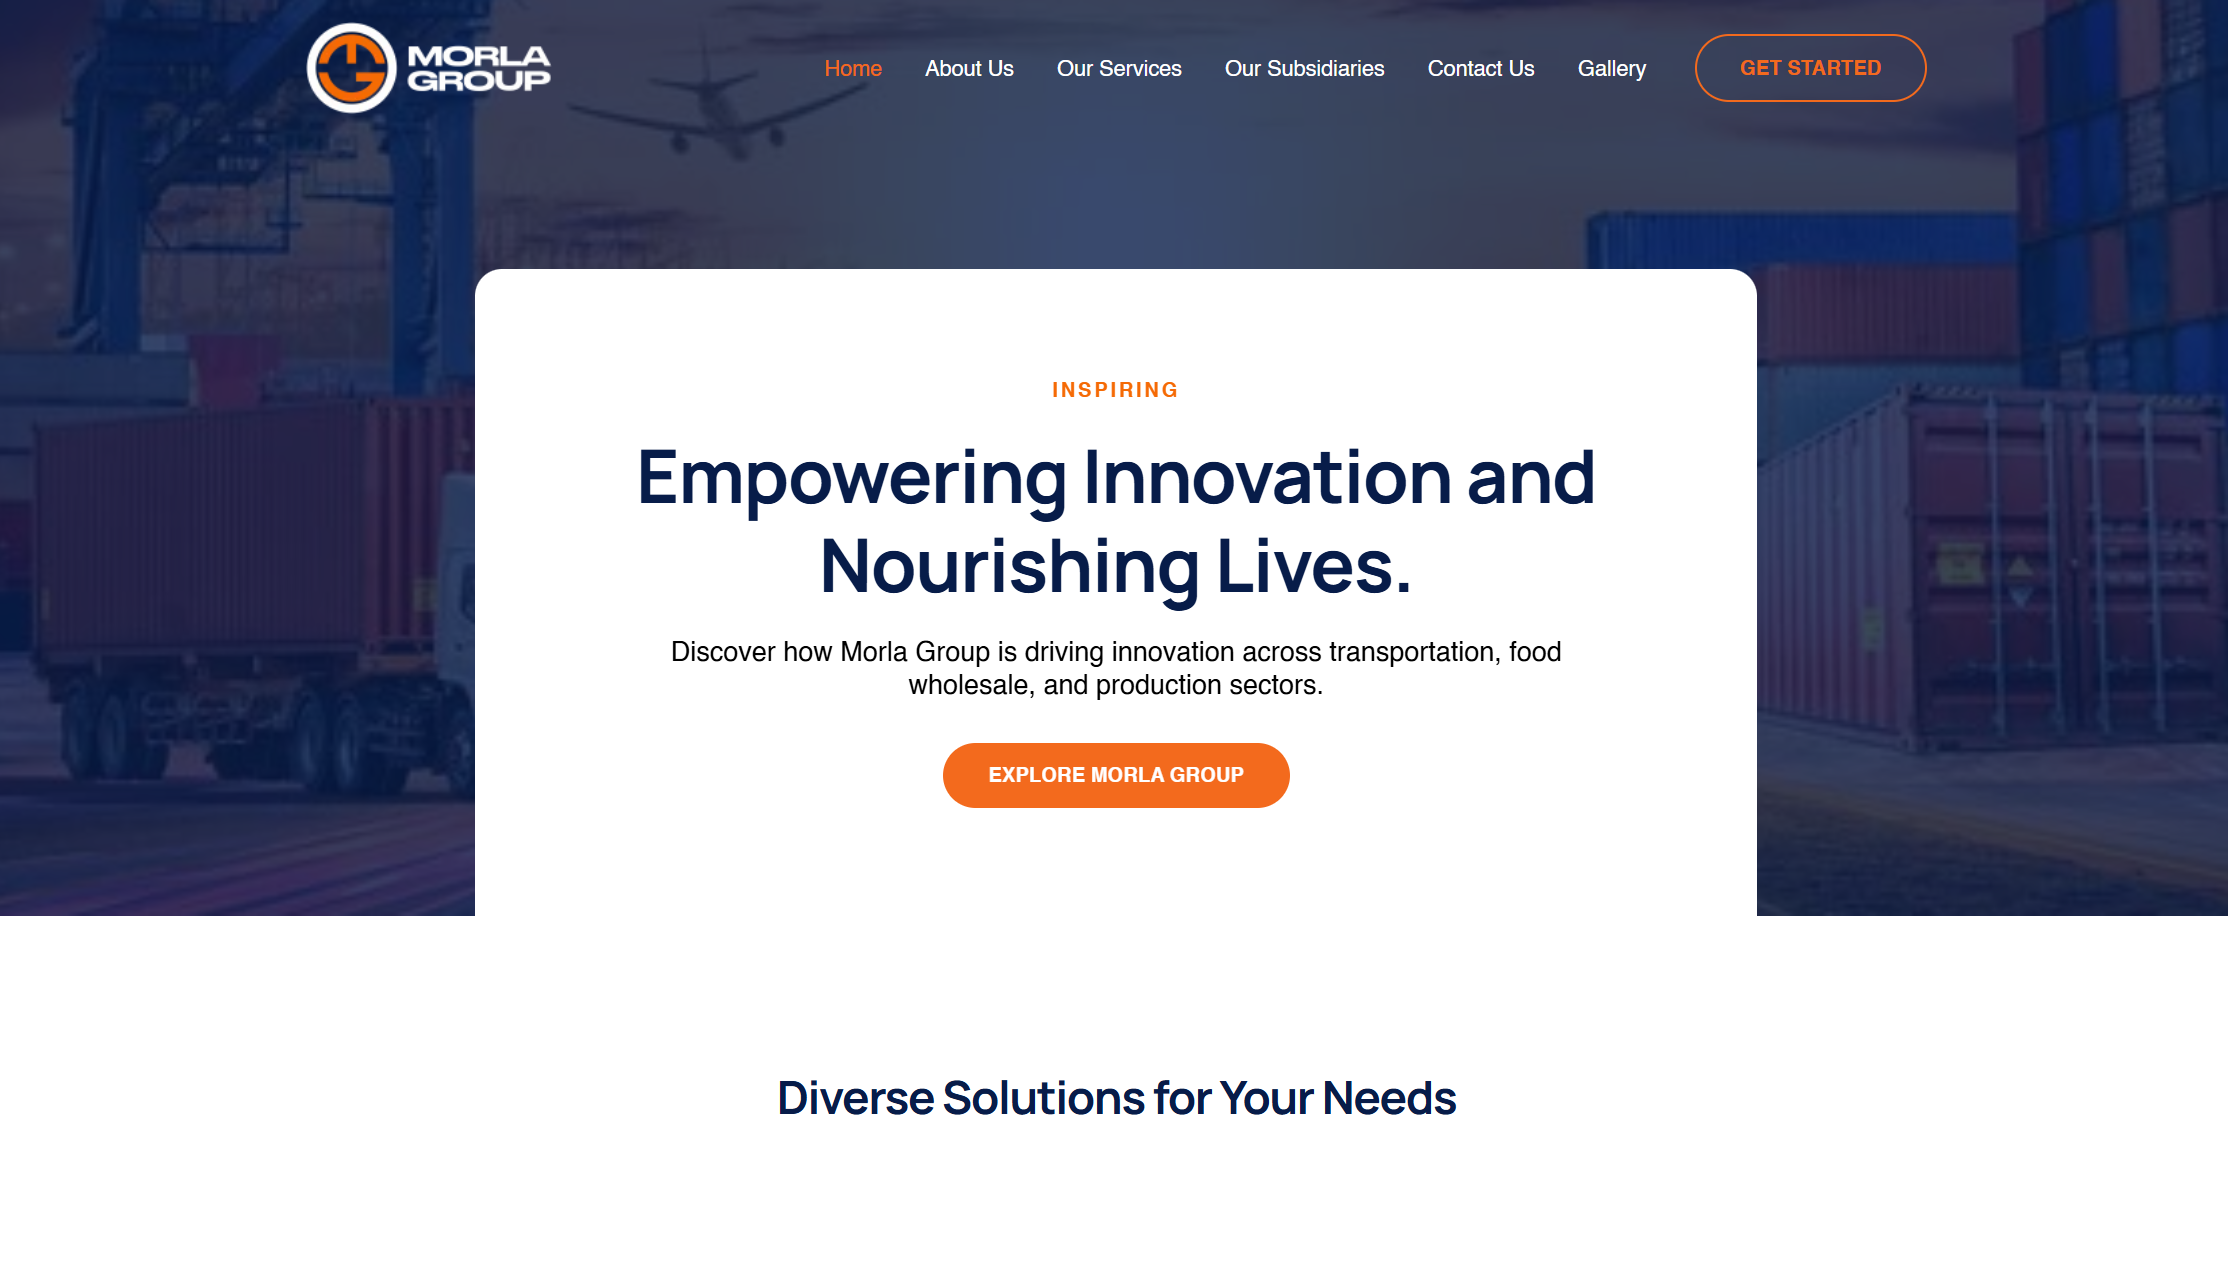 MORLA
GROUP
Home
About Us
Our Services
Our Subsidiaries
Contact Us
Gallery
GET STARTED
INSPIRING
Empowering Innovation and
Nourishing Lives.
Discover how Morla Group is driving innovation across transportation, food
wholesale, and production sectors.
EXPLORE MORLA GROUP
Diverse Solutions for Your Needs